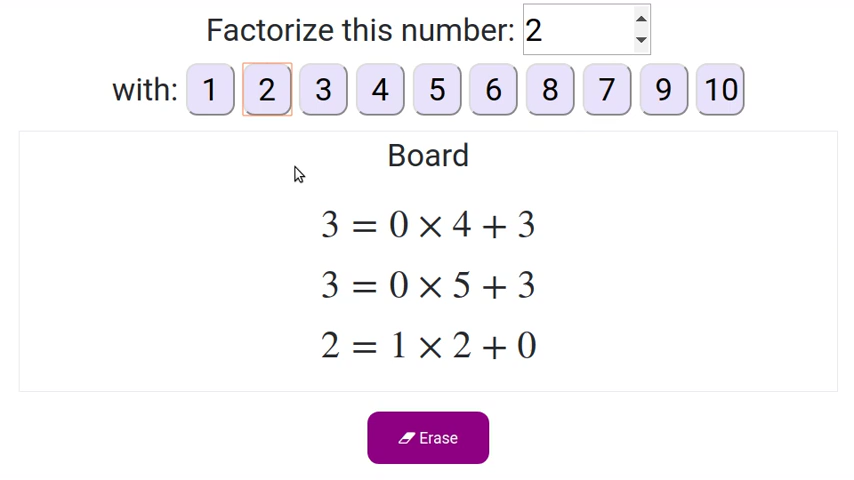 Factorize this number: 2
with: 1 2 3 4 5 6 8 7 9 10
Board
3 = 0 × 4 + 3
3 = 0 × 5 + 3
2 = 1 × 2 + 0
Erase